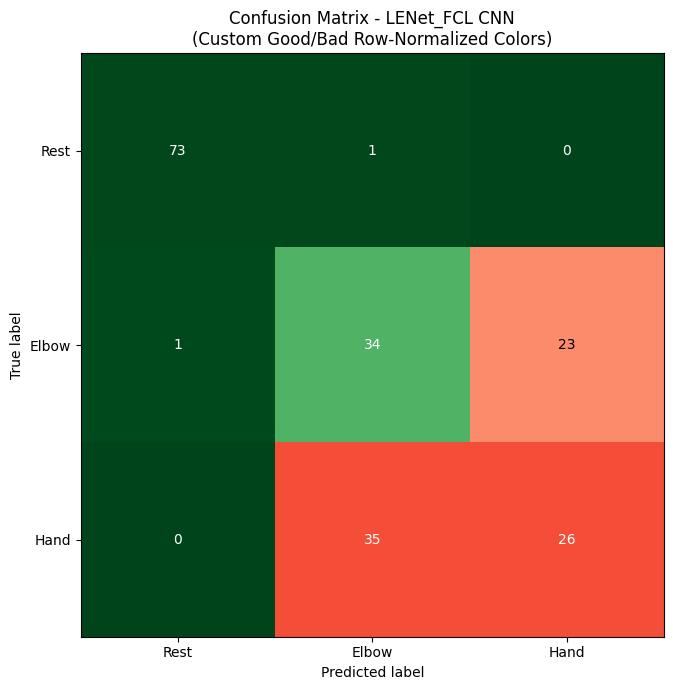 Confusion Matrix - LENet_FCL CNN
(Custom Good/Bad Row-Normalized Colors)
Rest 73 1 0
Elbow 1 34 23
Hand 0 35 26
Rest Elbow Hand
Predicted label
True label